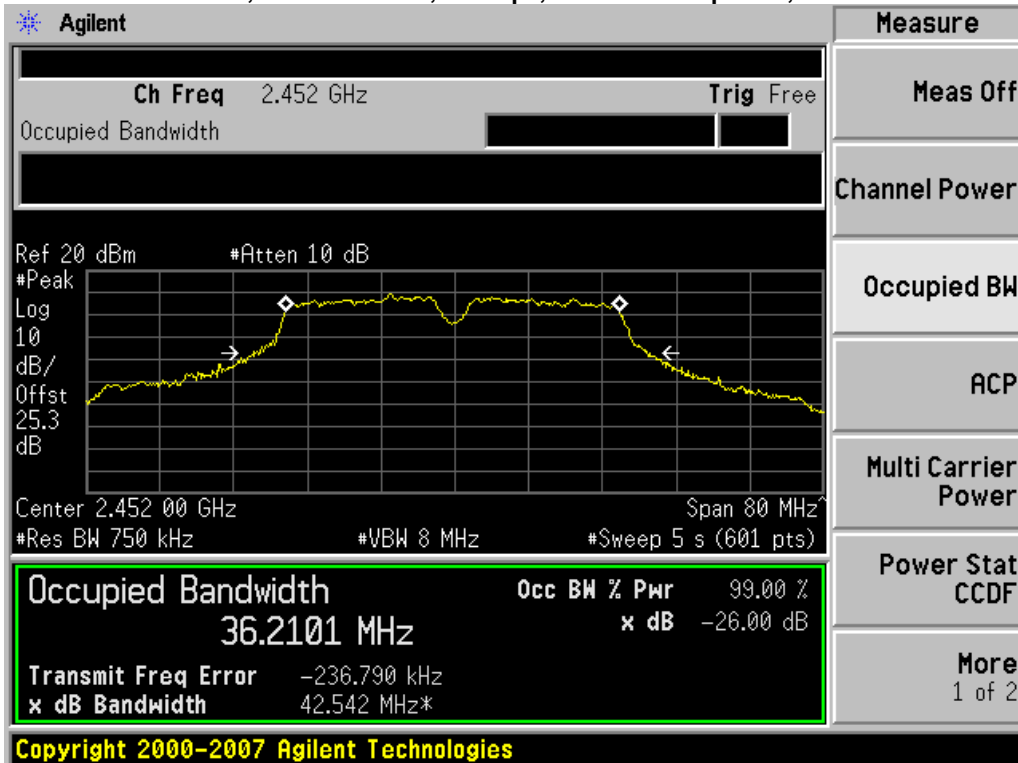 Agilent
Measure
Ch Freq 2.452 GHz Trig Free
Occupied Bandwidth
Meas Off
Channel Power
Occupied BW
ACP
Multi Carrier
Power
Power Stat
CCDF
More
1 of 2
Ref 20 dBm #Atten 10 dB
#Peak
Log
10
dB/
Offst
25.3
dB
Center 2.452 00 GHz Span 80 MHz^
#Res BW 750 kHz #VBW 8 MHz #Sweep 5 s (601 pts)
Occupied Bandwidth Occ BW % Pwr 99.00 %
36.2101 MHz x dB -26.00 dB
Transmit Freq Error -236.790 kHz
x dB Bandwidth 42.542 MHz*
Copyright 2000-2007 Agilent Technologies